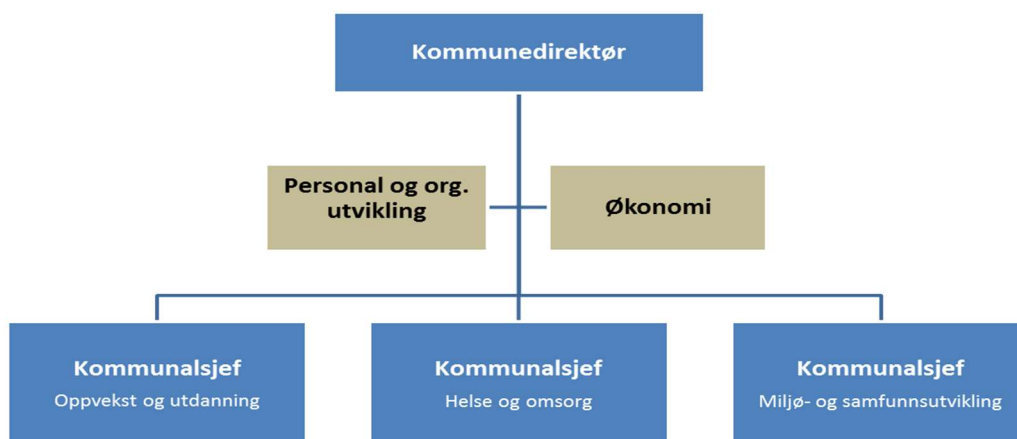 Kommunedirektør
Personal og org.
utvikling
Økonomi
Kommunalsjef
Oppvekst og utdanning
Kommunalsjef
Helse og omsorg
Kommunalsjef
Miljø- og samfunnsutvikling